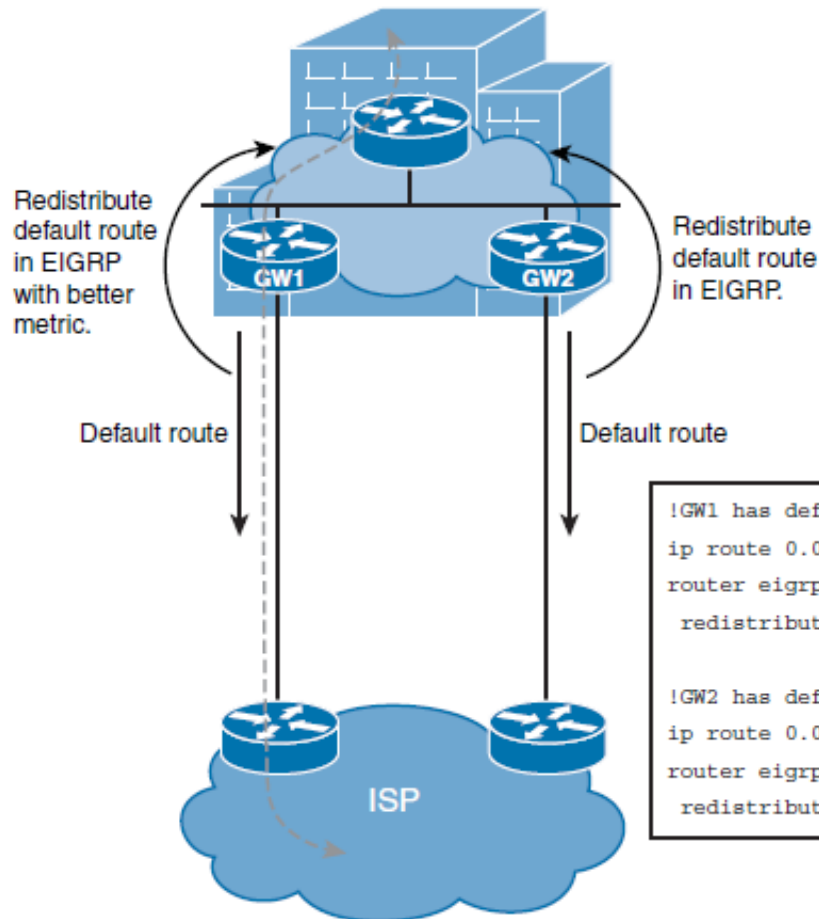 Redistribute
default route
in EIGRP
with better
metric.
Redistribute
default route
in EIGRP.
GW1
GW2
Default route
Default route
!GW1 has def
ip route 0.0
router eigrp
redistribut
!GW2 has def
ip route 0.0
router eigrp
redistribut
ISP